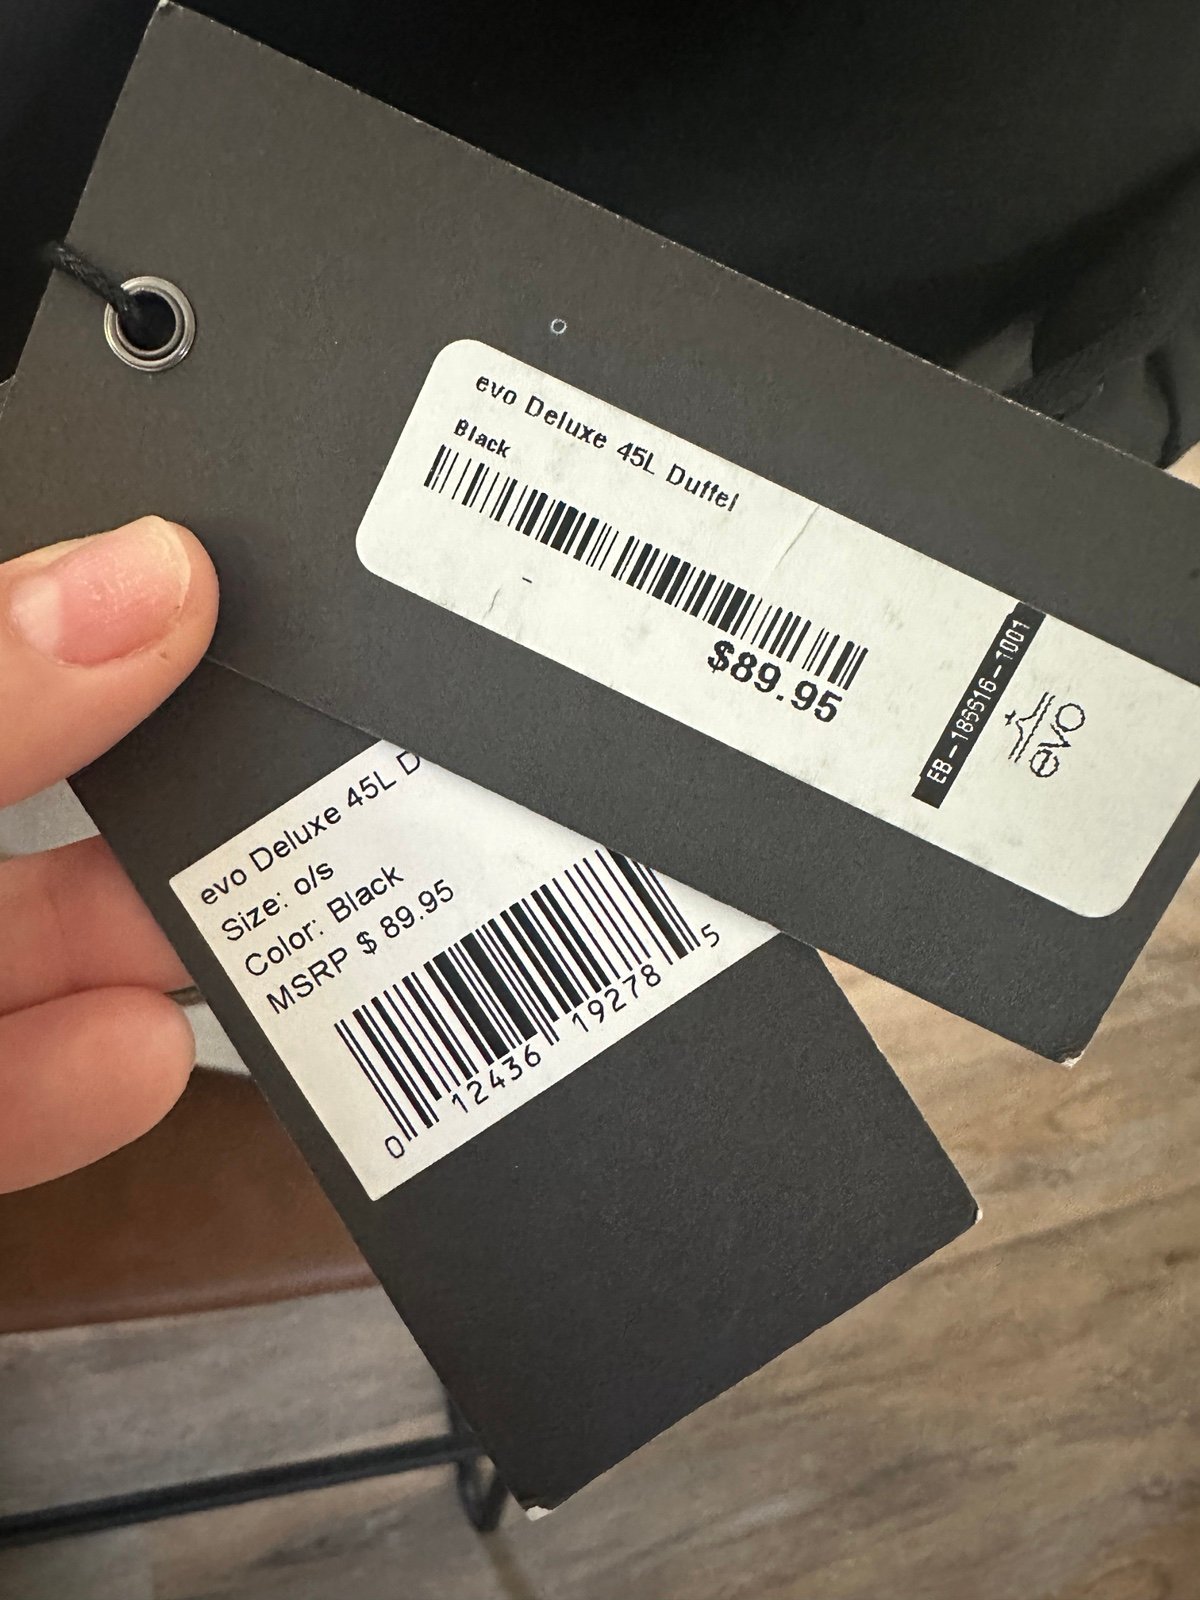 evo Deluxe 45L Duffel
Black
$89.95
EB-186616-1001
evo
evo Deluxe 45L D
Size: o/s
Color: Black
MSRP $ 89.95
0 12436 19278 5